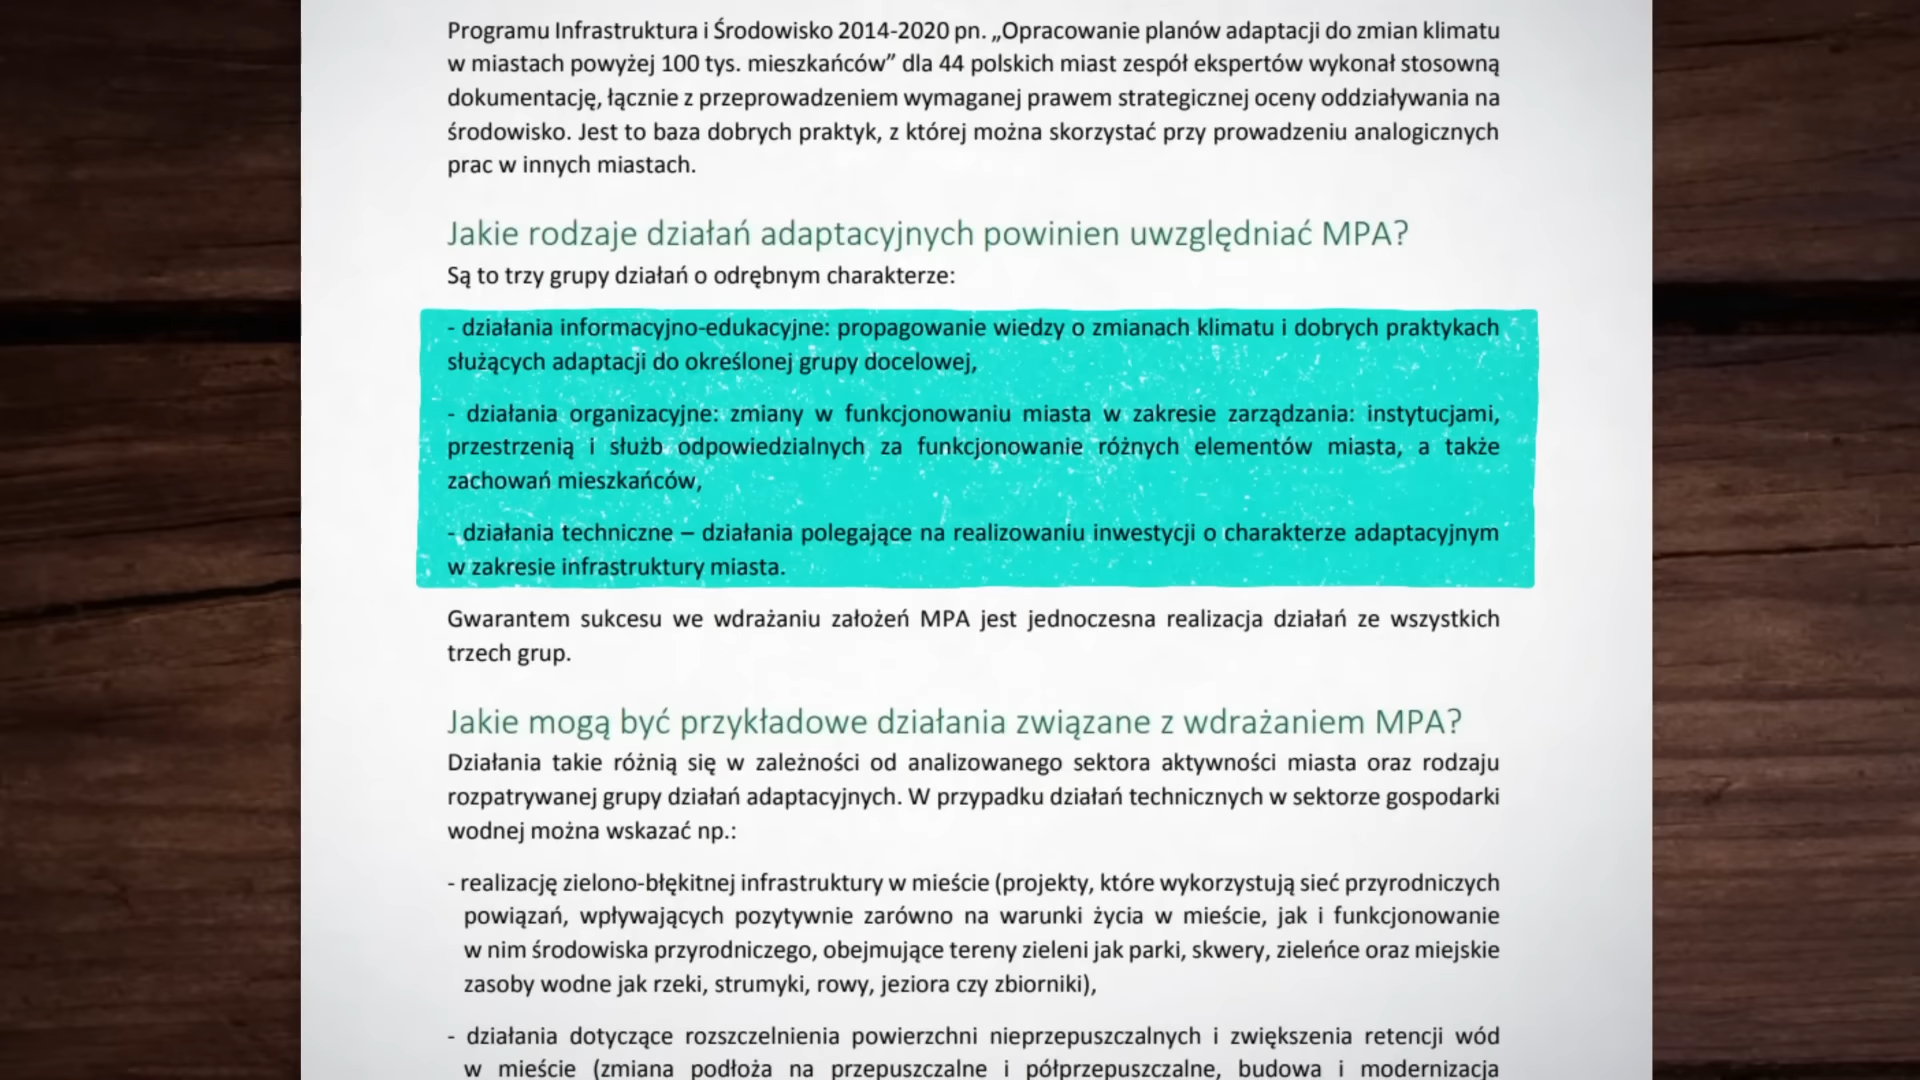 Programu Infrastruktura i Środowisko 2014-2020 pn. „Opracowanie planów adaptacji do zmian klimatu
w miastach powyżej 100 tys. mieszkańców” dla 44 polskich miast zespół ekspertów wykonał stosowną
dokumentację, łącznie z przeprowadzeniem wymaganej prawem strategicznej oceny oddziaływania na
środowisko. Jest to baza dobrych praktyk, z której można skorzystać przy prowadzeniu analogicznych
prac w innych miastach.
Jakie rodzaje działań adaptacyjnych powinien uwzględniać MPA?
Są to trzy grupy działań o odrębnym charakterze:
- działania informacyjno-edukacyjne: propagowanie wiedzy o zmianach klimatu i dobrych praktykach
służących adaptacji do określonej grupy docelowej,
- działania organizacyjne: zmiany w funkcjonowaniu miasta w zakresie zarządzania: instytucjami,
przestrzenią i służb odpowiedzialnych za funkcjonowanie różnych elementów miasta, a także
zachowań mieszkańców,
- działania techniczne – działania polegające na realizowaniu inwestycji o charakterze adaptacyjnym
w zakresie infrastruktury miasta.
Gwarantem sukcesu we wdrażaniu założeń MPA jest jednoczesna realizacja działań ze wszystkich
trzech grup.
Jakie mogą być przykładowe działania związane z wdrażaniem MPA?
Działania takie różnią się w zależności od analizowanego sektora aktywności miasta oraz rodzaju
rozpatrywanej grupy działań adaptacyjnych. W przypadku działań technicznych w sektorze gospodarki
wodnej można wskazać np.:
- realizację zielono-błękitnej infrastruktury w mieście (projekty, które wykorzystują sieć przyrodniczych
powiązań, wpływających pozytywnie zarówno na warunki życia w mieście, jak i funkcjonowanie
w nim środowiska przyrodniczego, obejmujące tereny zieleni jak parki, skwery, zieleńce oraz miejskie
zasoby wodne jak rzeki, strumyki, rowy, jeziora czy zbiorniki),
- działania dotyczące rozszczelnienia powierzchni nieprzepuszczalnych i zwiększenia retencji wód
w mieście (zmiana podłoża na przepuszczalne i półprzepuszczalne, budowa i modernizacja